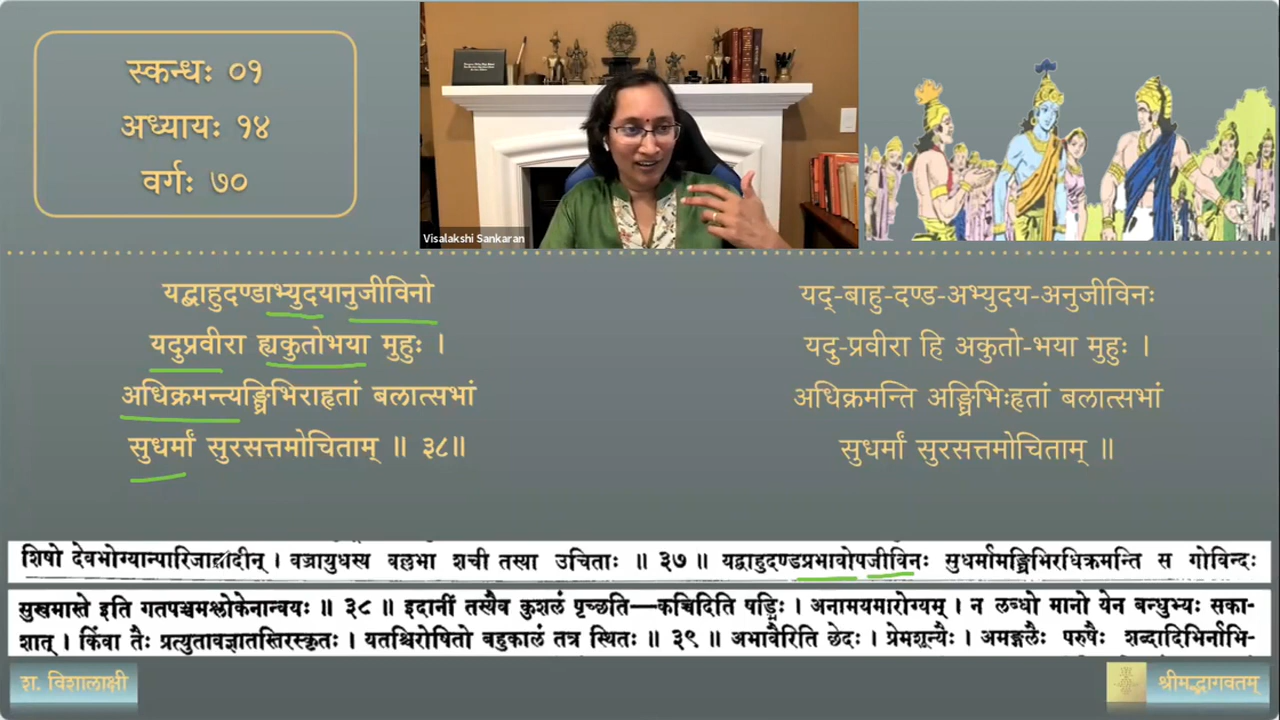 स्कन्धः ०१
अध्यायः १४
वर्गः ७०
Visalakshi Sankaran
यद्बाहुदण्डाभ्युदयानुजीविनो
यदुप्रवीरा ह्यकुतोभया मुहुः ।
अधिक्रमन्त्यङ्घ्रिभिराहृतां बलात्सभां
सुधर्मां सुरसत्तमोचिताम् ॥ ३८॥
यद्-बाहु-दण्ड-अभ्युदय-अनुजीविनः
यदु-प्रवीरा हि अकुतो-भया मुहुः ।
अधिक्रमन्ति अङ्घ्रिभिःहृतां बलात्सभां
सुधर्मां सुरसत्तमोचिताम् ॥
शिषो देवभोग्यान्पारिजातादीन् । वज्रायुधस्य वल्लभा शची तस्या उचिताः ॥ ३७ ॥ यद्बाहुदण्डप्रभावोपजीविनः सुधर्मामङ्घ्रिभिरधिक्रमन्ति स गोविन्दः
सुखमास्ते इति गतपञ्चमश्लोकेनान्वयः ॥ ३८ ॥ इदानीं तस्यैव कुशलं पृच्छति—कच्चिदिति षड्भिः । अनामयमारोग्यम् । न लब्धो मानो येन बन्धुभ्यः सका-
शात् । किंवा तैः प्रत्युतावज्ञातस्तिरस्कृतः । यतश्चिरोषितो बहुकालं तत्र स्थितः ॥ ३९ ॥ अभावैरिति छेदः । प्रेमशून्यैः । अमङ्गलैः परुषैः शब्दादिभिर्नाभि-
श. विशालाक्षी
श्रीमद्भागवतम्